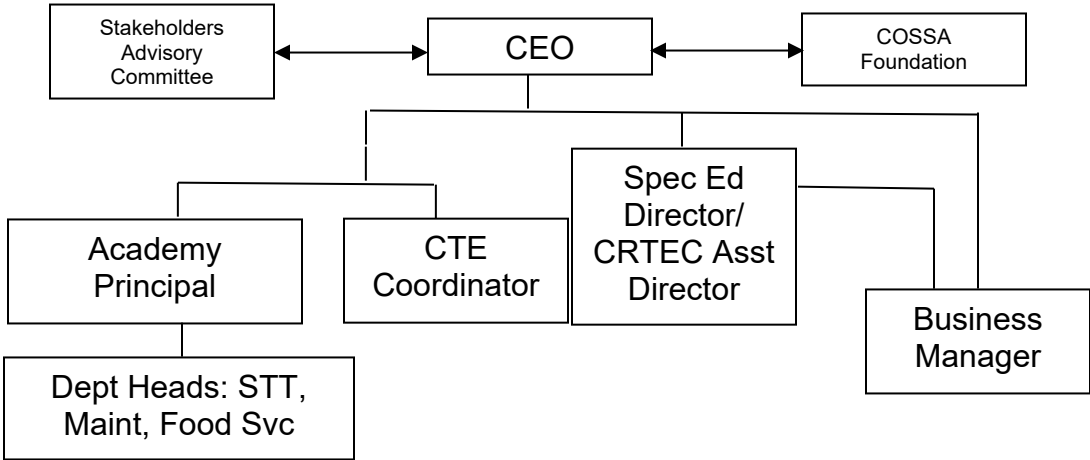 Stakeholders
Advisory
Committee
CEO
COSSA
Foundation
Academy
Principal
CTE
Coordinator
Spec Ed
Director/
CRTEC Asst
Director
Business
Manager
Dept Heads: STT,
Maint, Food Svc